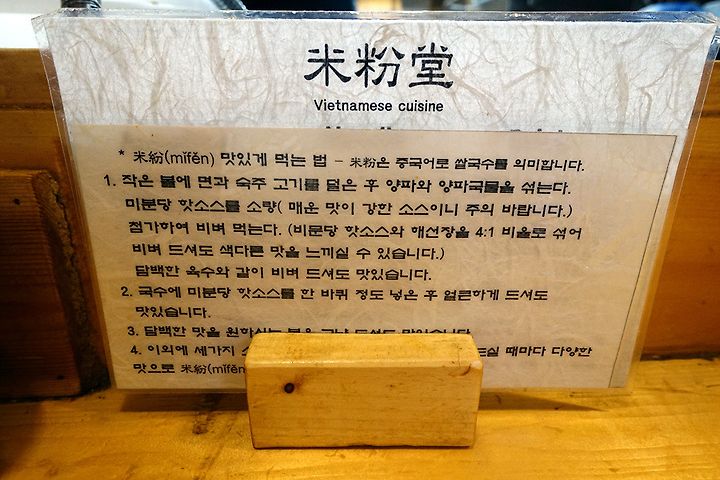 米粉堂
Vietnamese cuisine
* 米紛(mǐfěn) 맛있게 먹는 법 - 米粉은 중국어로 쌀국수를 의미합니다.
1. 작은 볼에 면과 숙주 고기를 덜은 후 양파와 양파국물을 섞는다.
미분당 핫소스를 소량( 매운 맛이 강한 소스이니 주의 바랍니다.)
첨가하여 비벼 먹는다. (비문당 핫소스와 해선장을 4:1 비율로 섞어
비벼 드셔도 색다른 맛을 느끼실 수 있습니다.)
담백한 육수와 같이 비벼 드셔도 맛있습니다.
2. 국수에 미분당 핫소스를 한 바퀴 정도 넣은 후 얼큰하게 드셔도
맛있습니다.
3. 담백한 맛을 원하시는 분은 그냥 드셔도 맛있습니다
4. 이외에 세가지 드실 때마다 다양한
맛으로 米紛(mǐfěn